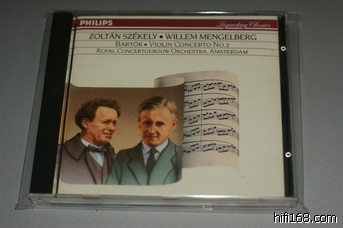 PHILIPS
Legendary Classics
ZOLTÁN SZÉKELY • WILLEM MENGELBERG
BARTÓK • VIOLIN CONCERTO NO. 2
ROYAL CONCERTGEBOUW ORCHESTRA, AMSTERDAM
hifi168.com